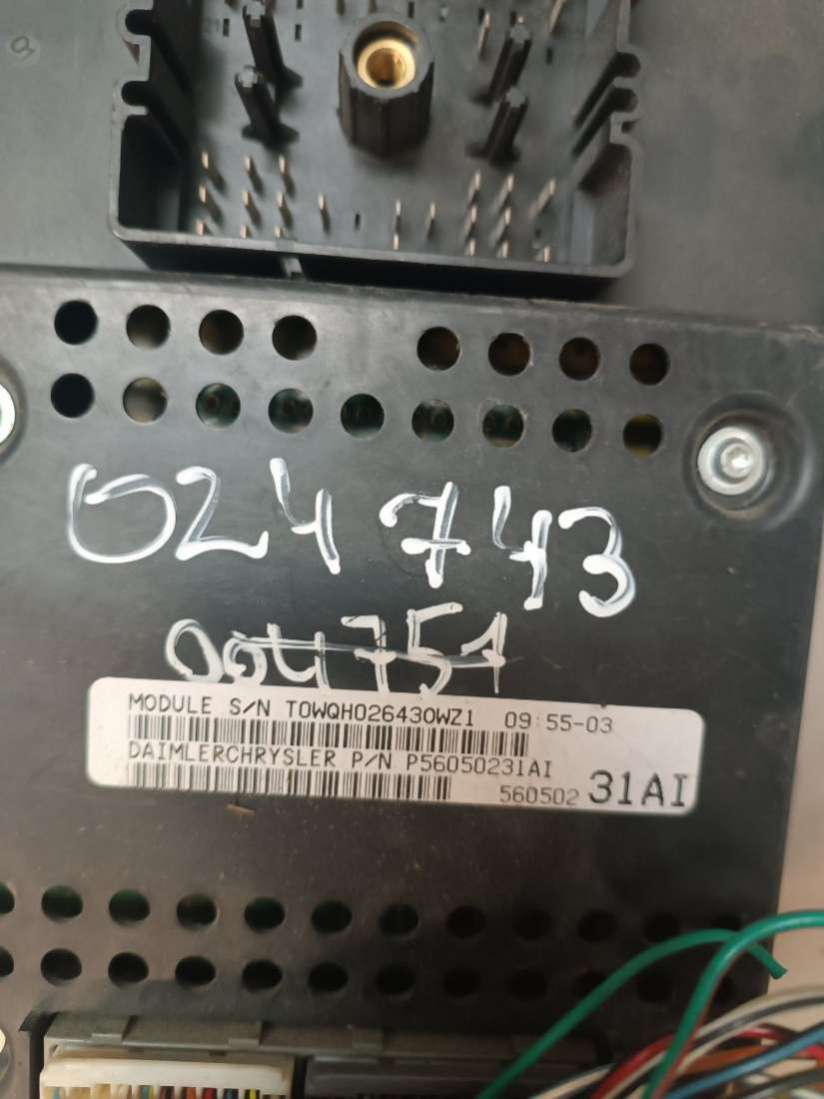 024743
004751
MODULE S/N T0WQH026430WZ1 09:55-03
DAIMLERCHRYSLER P/N P56050231AI
560502 31AI